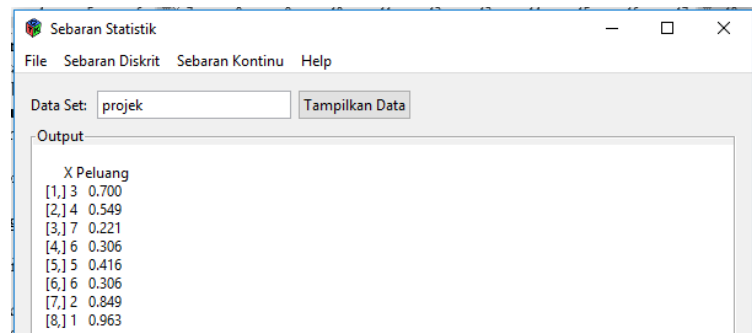 Sebaran Statistik
File Sebaran Diskrit Sebaran Kontinu Help
Data Set: projek Tampilkan Data
Output
X Peluang
[1,] 3 0.700
[2,] 4 0.549
[3,] 7 0.221
[4,] 6 0.306
[5,] 5 0.416
[6,] 6 0.306
[7,] 2 0.849
[8,] 1 0.963